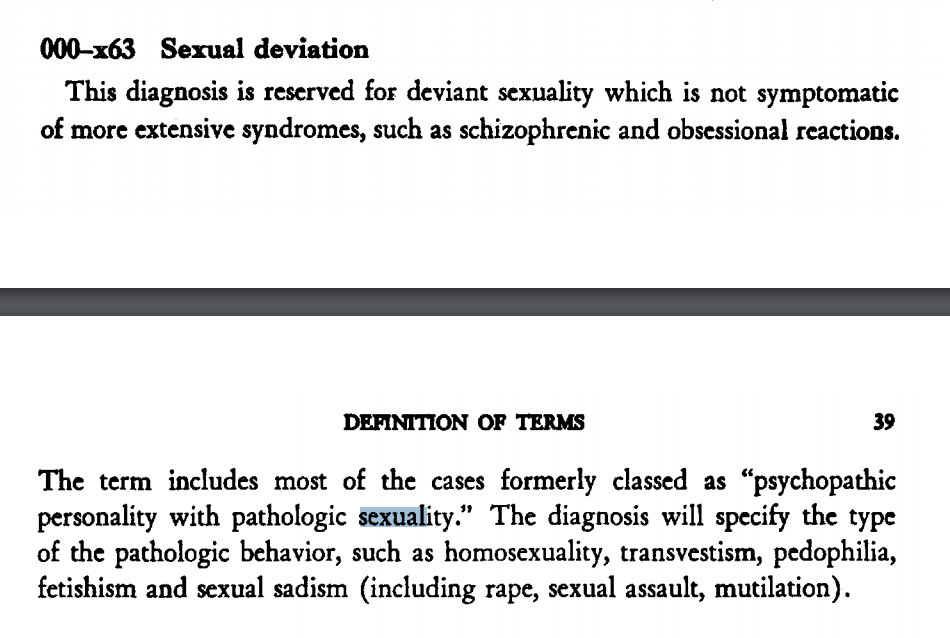 000–x63 Sexual deviation
This diagnosis is reserved for deviant sexuality which is not symptomatic
of more extensive syndromes, such as schizophrenic and obsessional reactions.
DEFINITION OF TERMS 39
The term includes most of the cases formerly classed as “psychopathic
personality with pathologic sexuality.” The diagnosis will specify the type
of the pathologic behavior, such as homosexuality, transvestism, pedophilia,
fetishism and sexual sadism (including rape, sexual assault, mutilation).